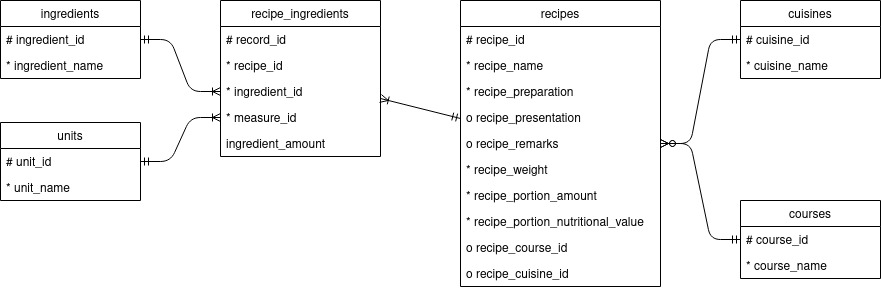 ingredients
# ingredient_id
* ingredient_name
units
# unit_id
* unit_name
recipe_ingredients
# record_id
* recipe_id
* ingredient_id
* measure_id
ingredient_amount
recipes
# recipe_id
* recipe_name
* recipe_preparation
o recipe_presentation
o recipe_remarks
* recipe_weight
* recipe_portion_amount
* recipe_portion_nutritional_value
o recipe_course_id
o recipe_cuisine_id
cuisines
# cuisine_id
* cuisine_name
courses
# course_id
* course_name